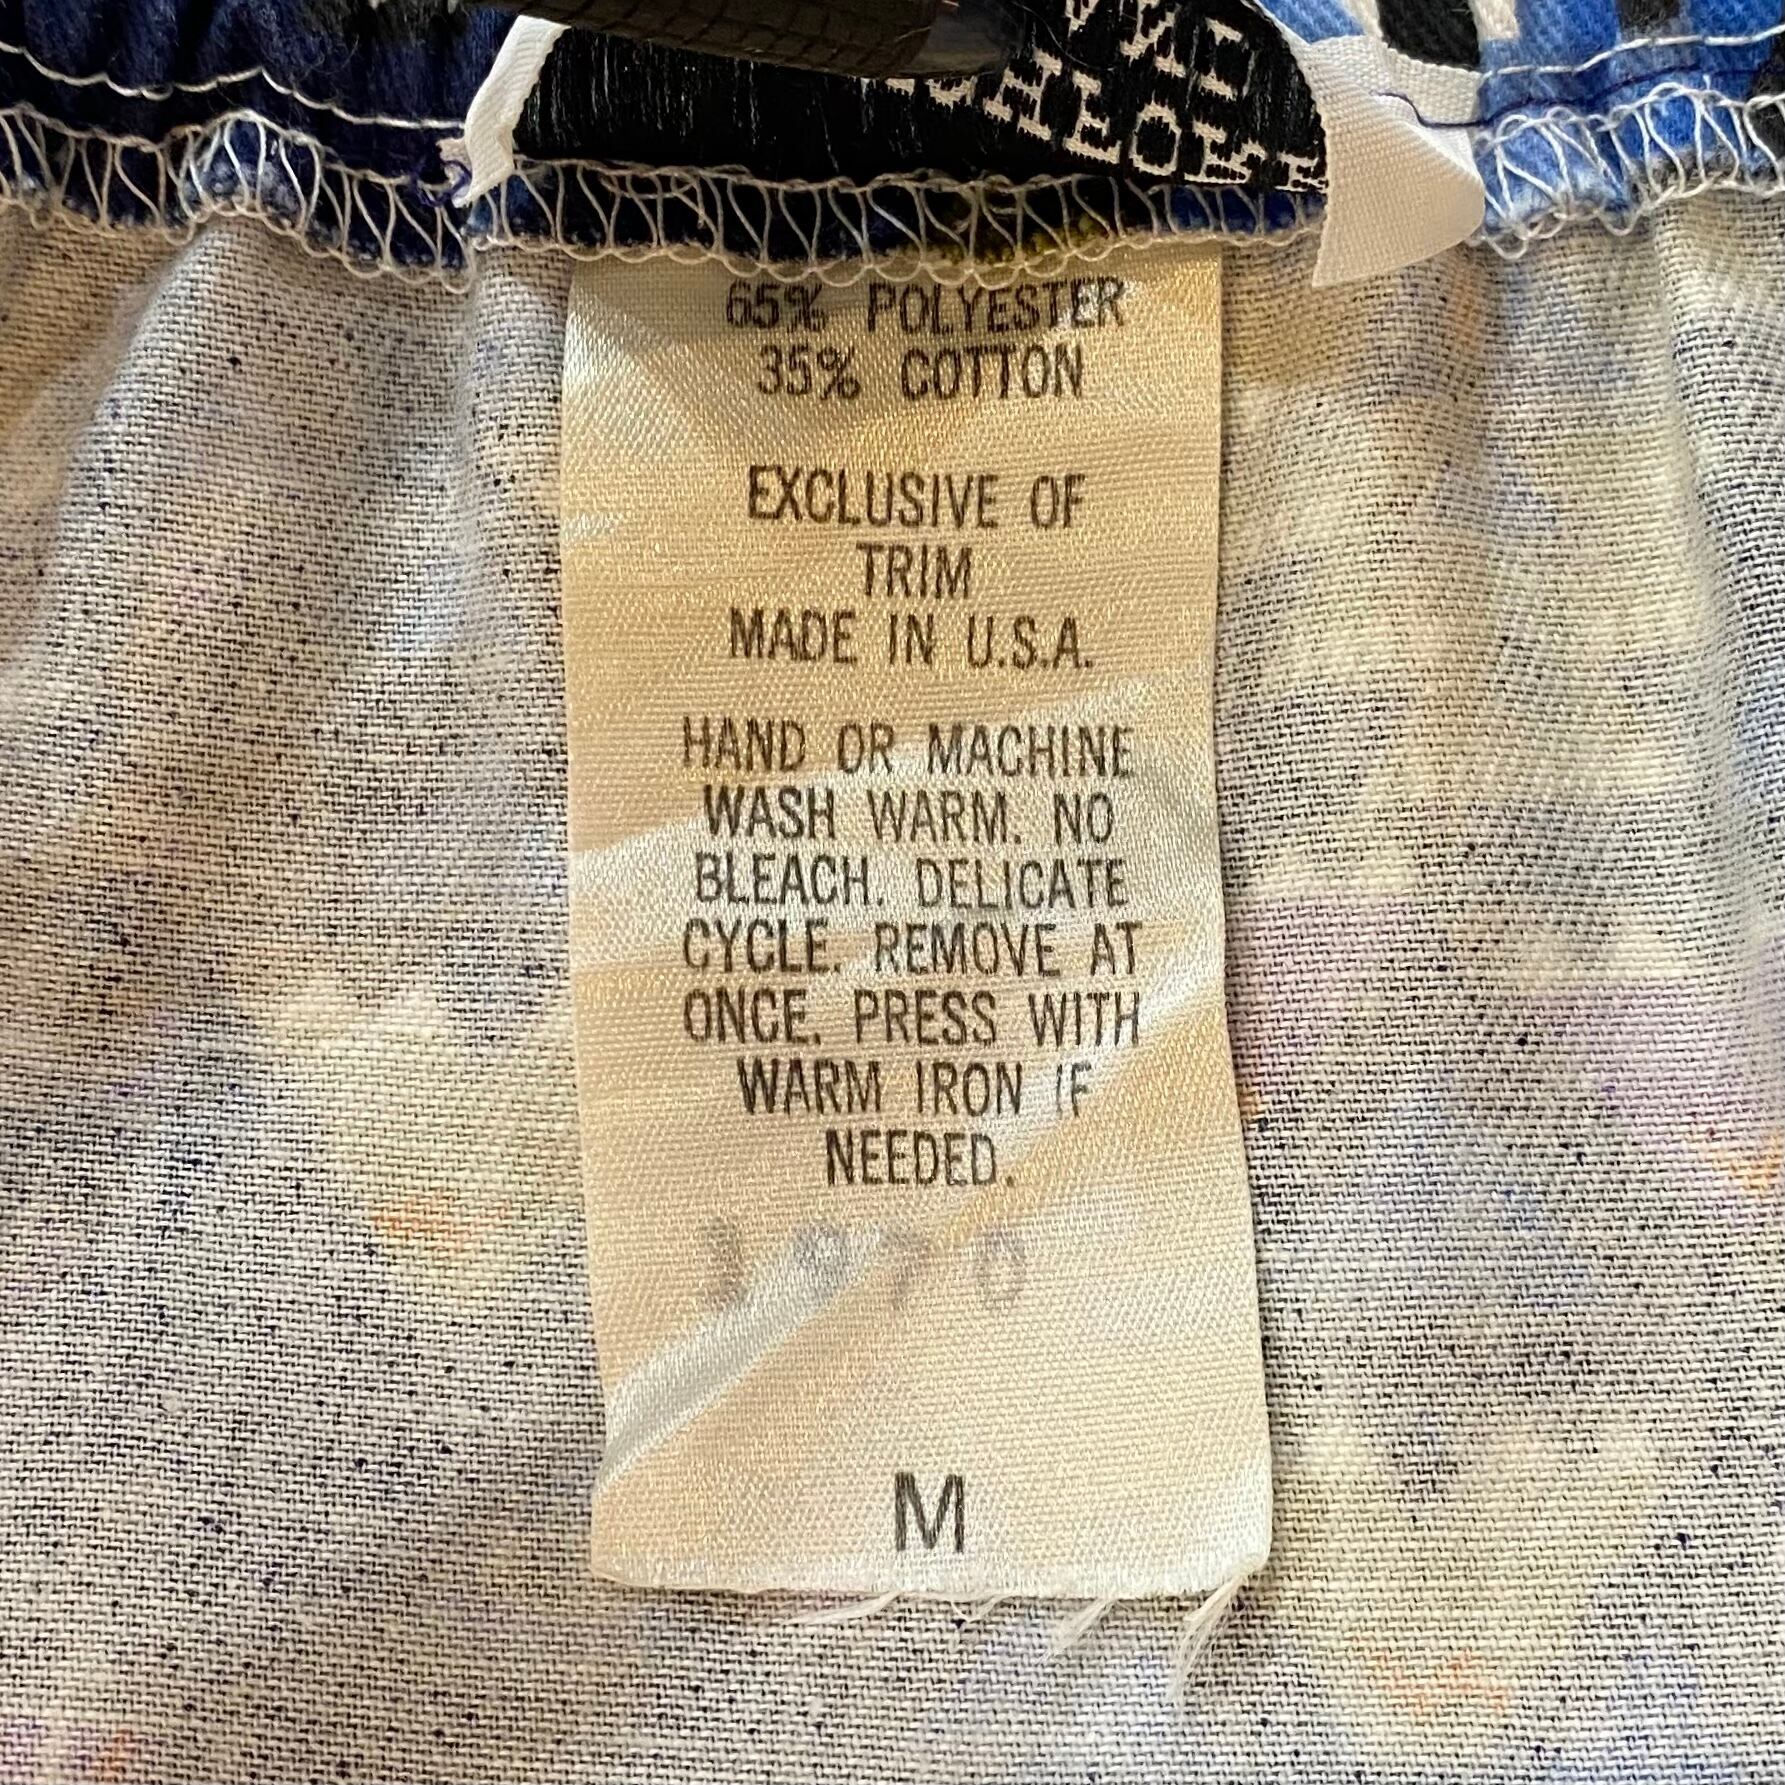 65% POLYESTER
35% COTTON
EXCLUSIVE OF
TRIM
MADE IN U.S.A.
HAND OR MACHINE
WASH WARM. NO
BLEACH. DELICATE
CYCLE. REMOVE AT
ONCE. PRESS WITH
WARM IRON IF
NEEDED.
M